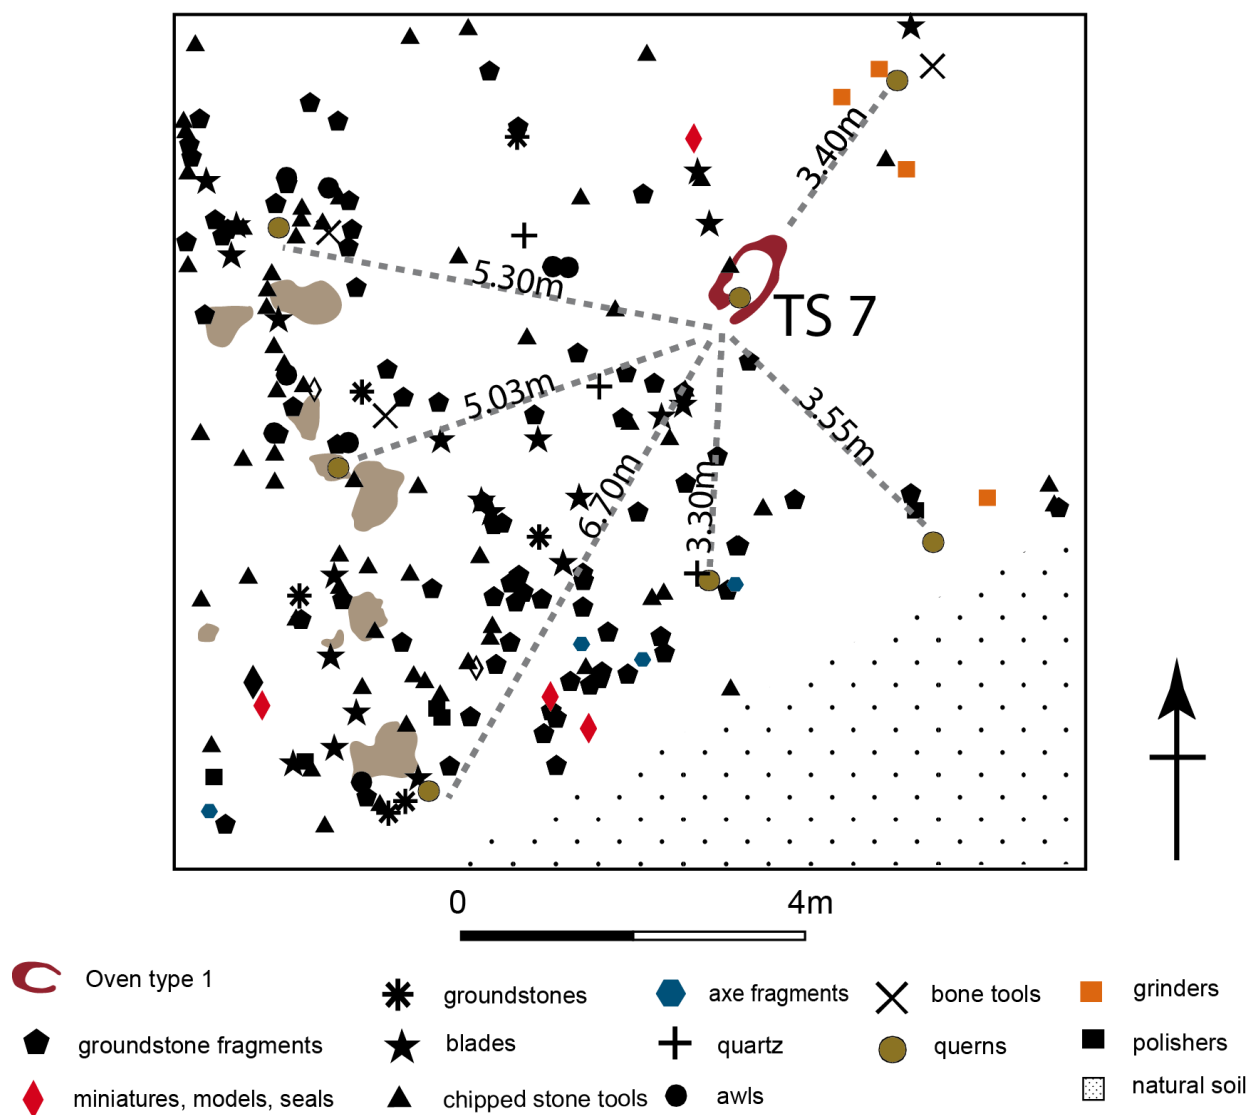 3.40m
5.30m
TS 7
5.03m
3.55m
6.70m
3.30m
0 4m
Oven type 1
groundstones
axe fragments
bone tools
grinders
groundstone fragments
blades
quartz
querns
polishers
miniatures, models, seals
chipped stone tools
awls
natural soil